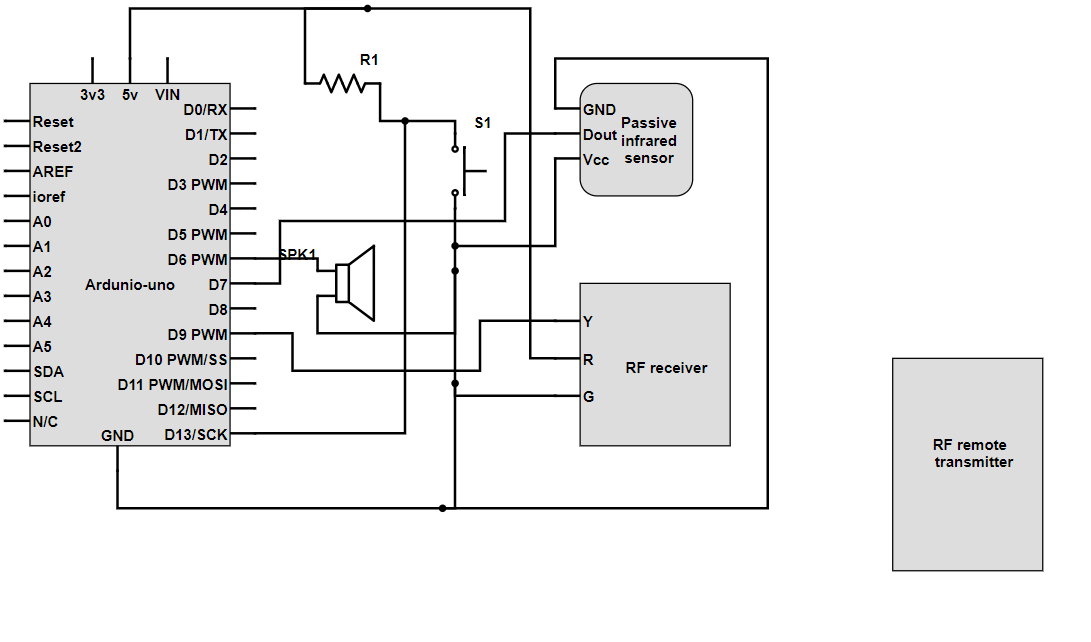 R1
3v3 5v VIN
D0/RX
D1/TX
D2
D3 PWM
D4
D5 PWM
D6 PWM
D7
D8
D9 PWM
D10 PWM/SS
D11 PWM/MOSI
D12/MISO
D13/SCK
Reset
Reset2
AREF
ioref
A0
A1
A2
A3
A4
A5
SDA
SCL
N/C
GND
Ardunio-uno
SPK1
S1
GND
Dout
Vcc
Passive
infrared
sensor
Y
R
G
RF receiver
RF remote
transmitter